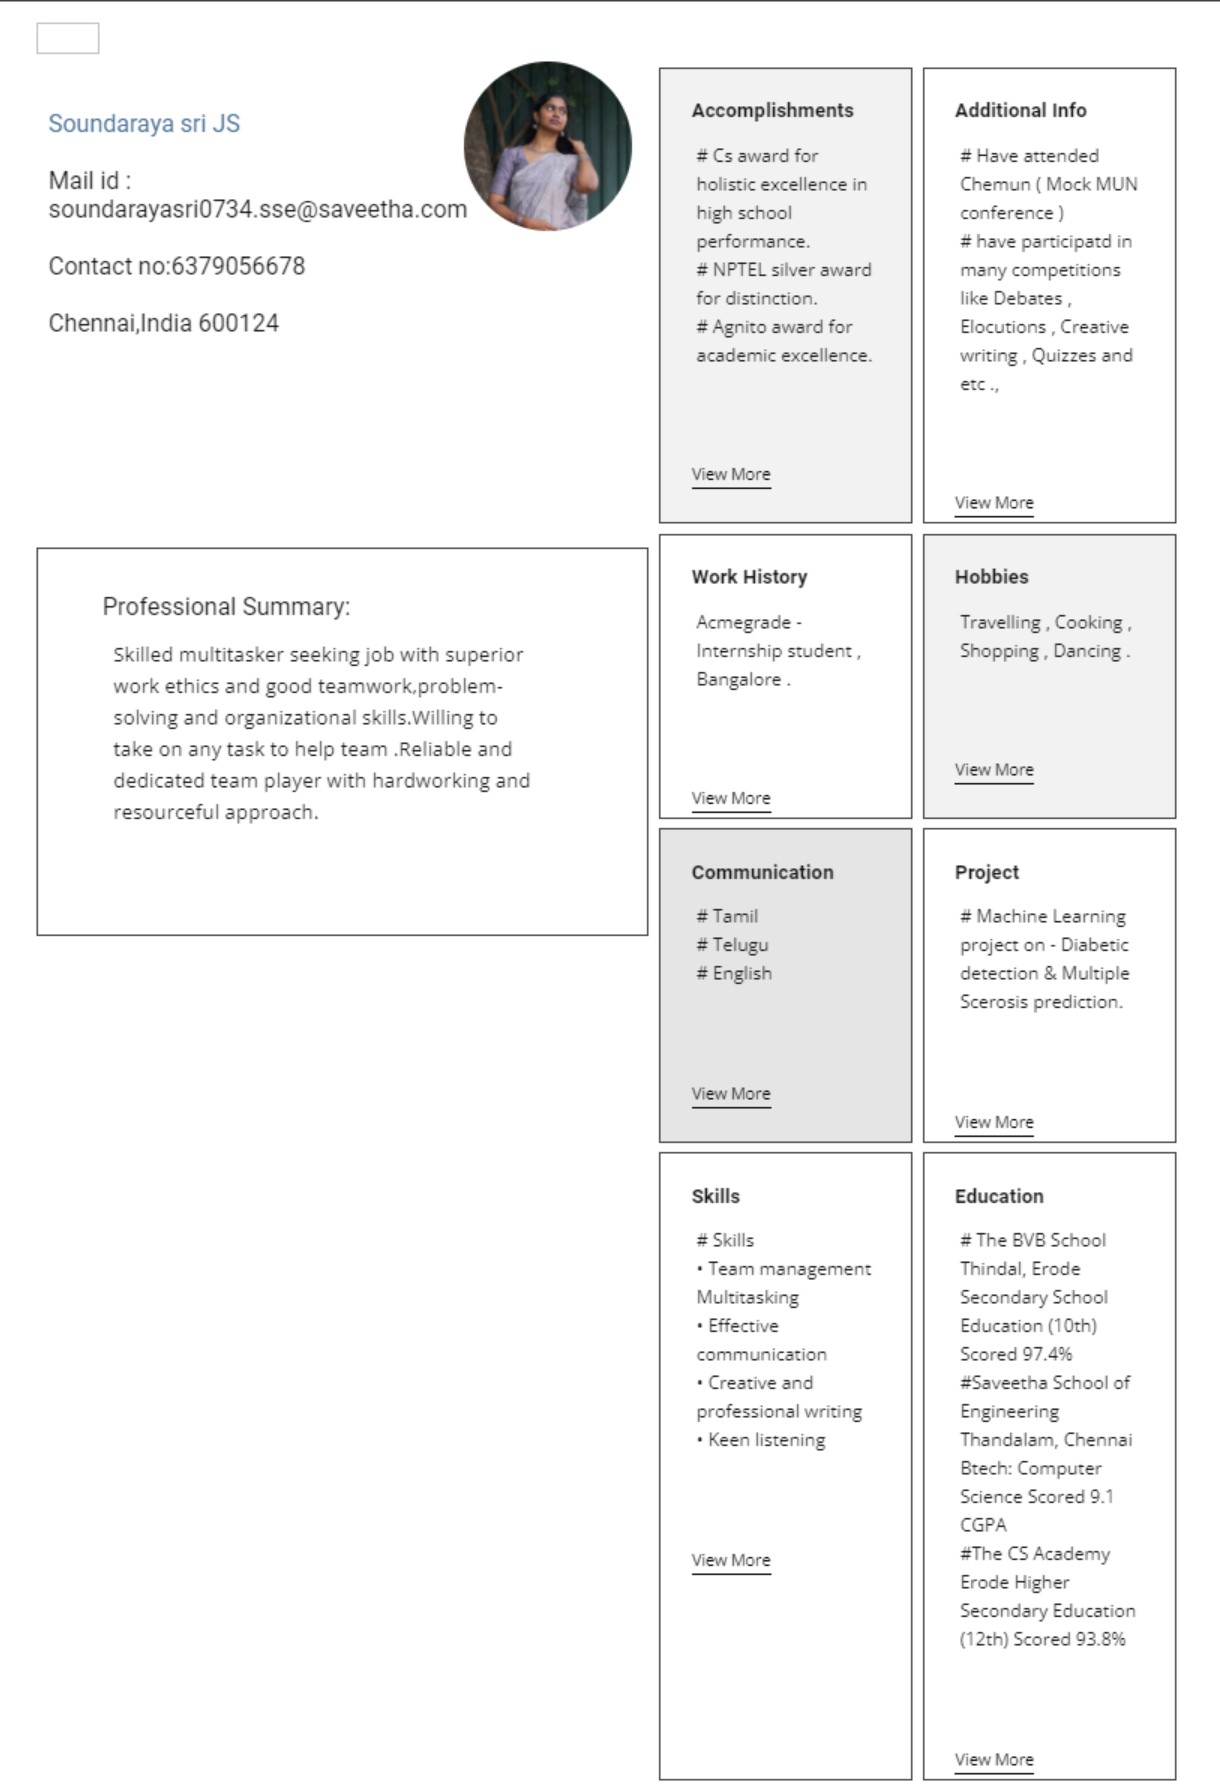 Soundaraya sri JS
Mail id :
soundarayasri0734.sse@saveetha.com
Contact no:6379056678
Chennai,India 600124
Professional Summary:
Skilled multitasker seeking job with superior
work ethics and good teamwork,problem-
solving and organizational skills.Willing to
take on any task to help team .Reliable and
dedicated team player with hardworking and
resourceful approach.
Accomplishments
# Cs award for
holistic excellence in
high school
performance.
# NPTEL silver award
for distinction.
# Agnito award for
academic excellence.
View More
Additional Info
# Have attended
Chemun ( Mock MUN
conference )
# have participatd in
many competitions
like Debates ,
Elocutions , Creative
writing , Quizzes and
etc .,
View More
Work History
Acmegrade -
Internship student ,
Bangalore .
View More
Hobbies
Travelling , Cooking ,
Shopping , Dancing .
View More
Communication
# Tamil
# Telugu
# English
View More
Project
# Machine Learning
project on - Diabetic
detection & Multiple
Scerosis prediction.
View More
Skills
# Skills
• Team management
Multitasking
• Effective
communication
• Creative and
professional writing
• Keen listening
View More
Education
# The BVB School
Thindal, Erode
Secondary School
Education (10th)
Scored 97.4%
#Saveetha School of
Engineering
Thandalam, Chennai
Btech: Computer
Science Scored 9.1
CGPA
#The CS Academy
Erode Higher
Secondary Education
(12th) Scored 93.8%
View More